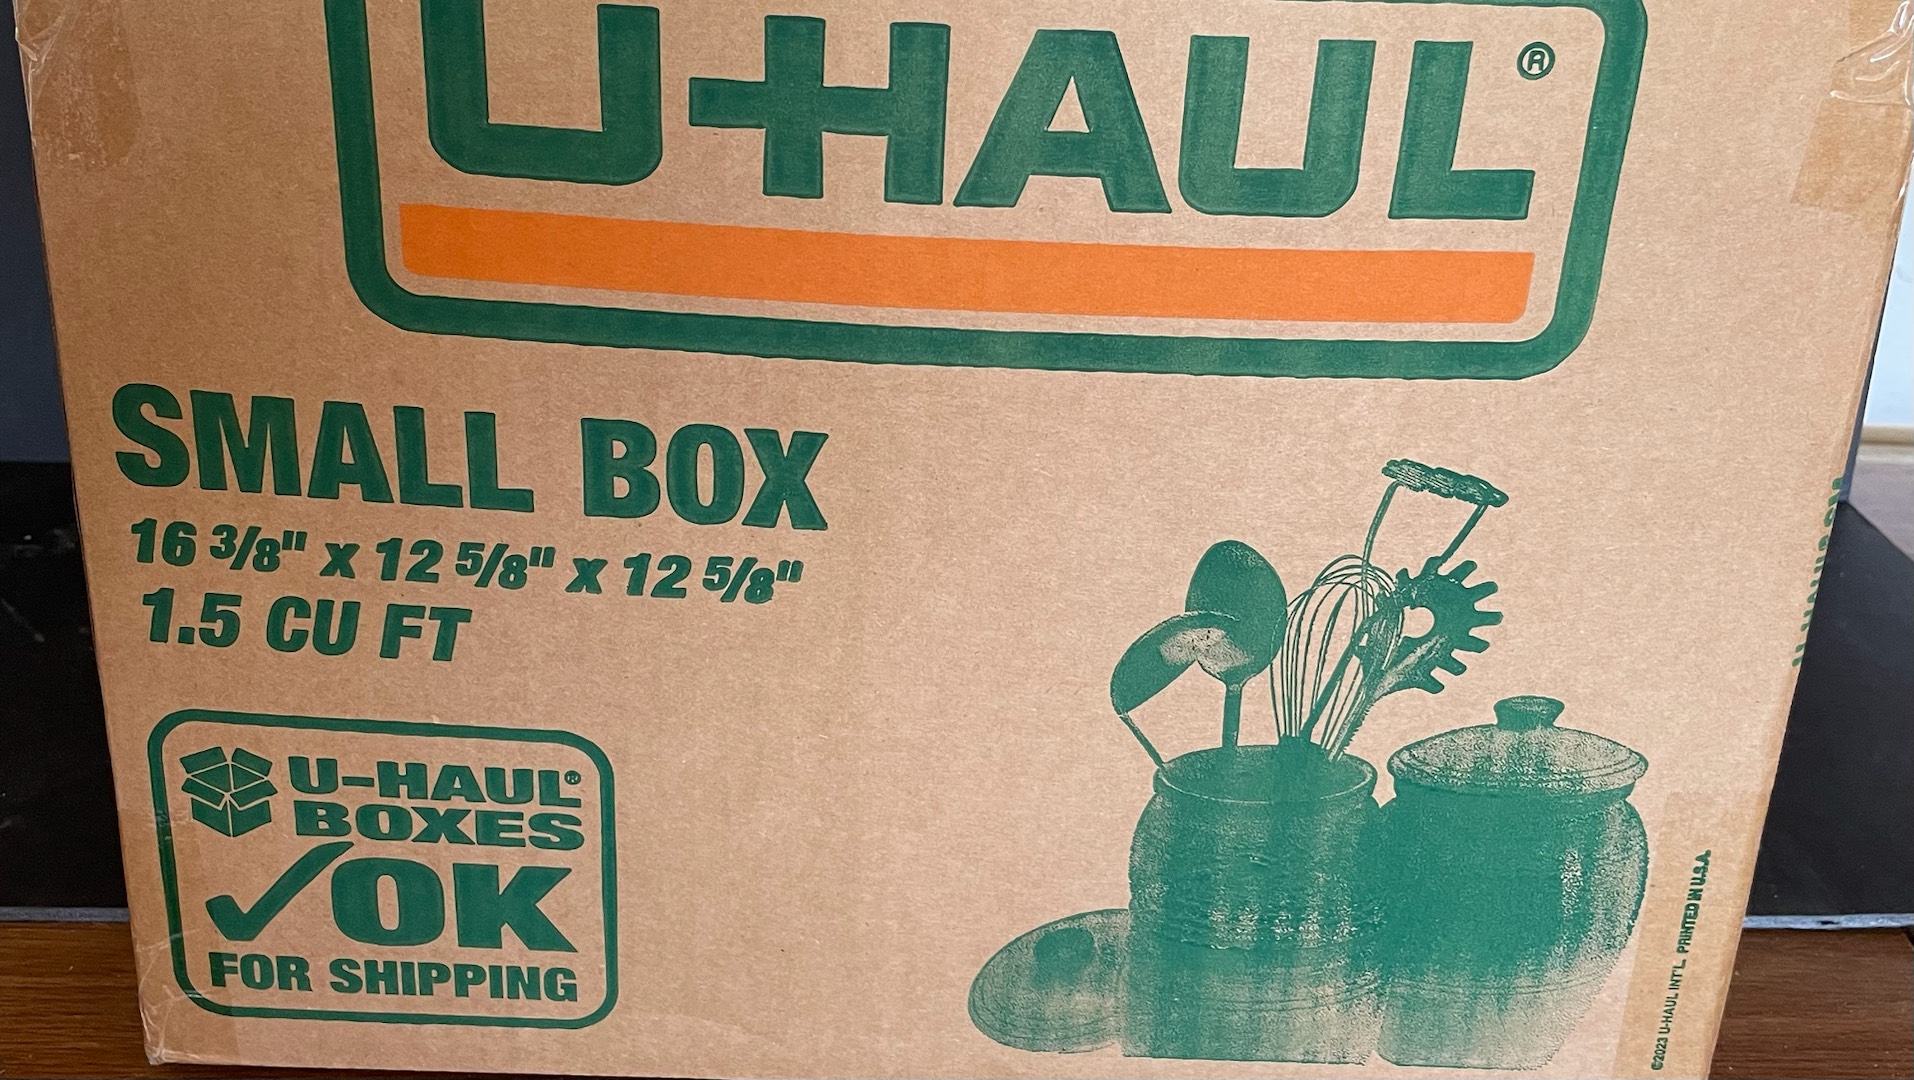 U-HAUL®
SMALL BOX
16 3/8" x 12 5/8" x 12 5/8"
1.5 CU FT
U-HAUL®
BOXES
✓OK
FOR SHIPPING
©2023 U-HAUL INT'L. PRINTED IN U.S.A.